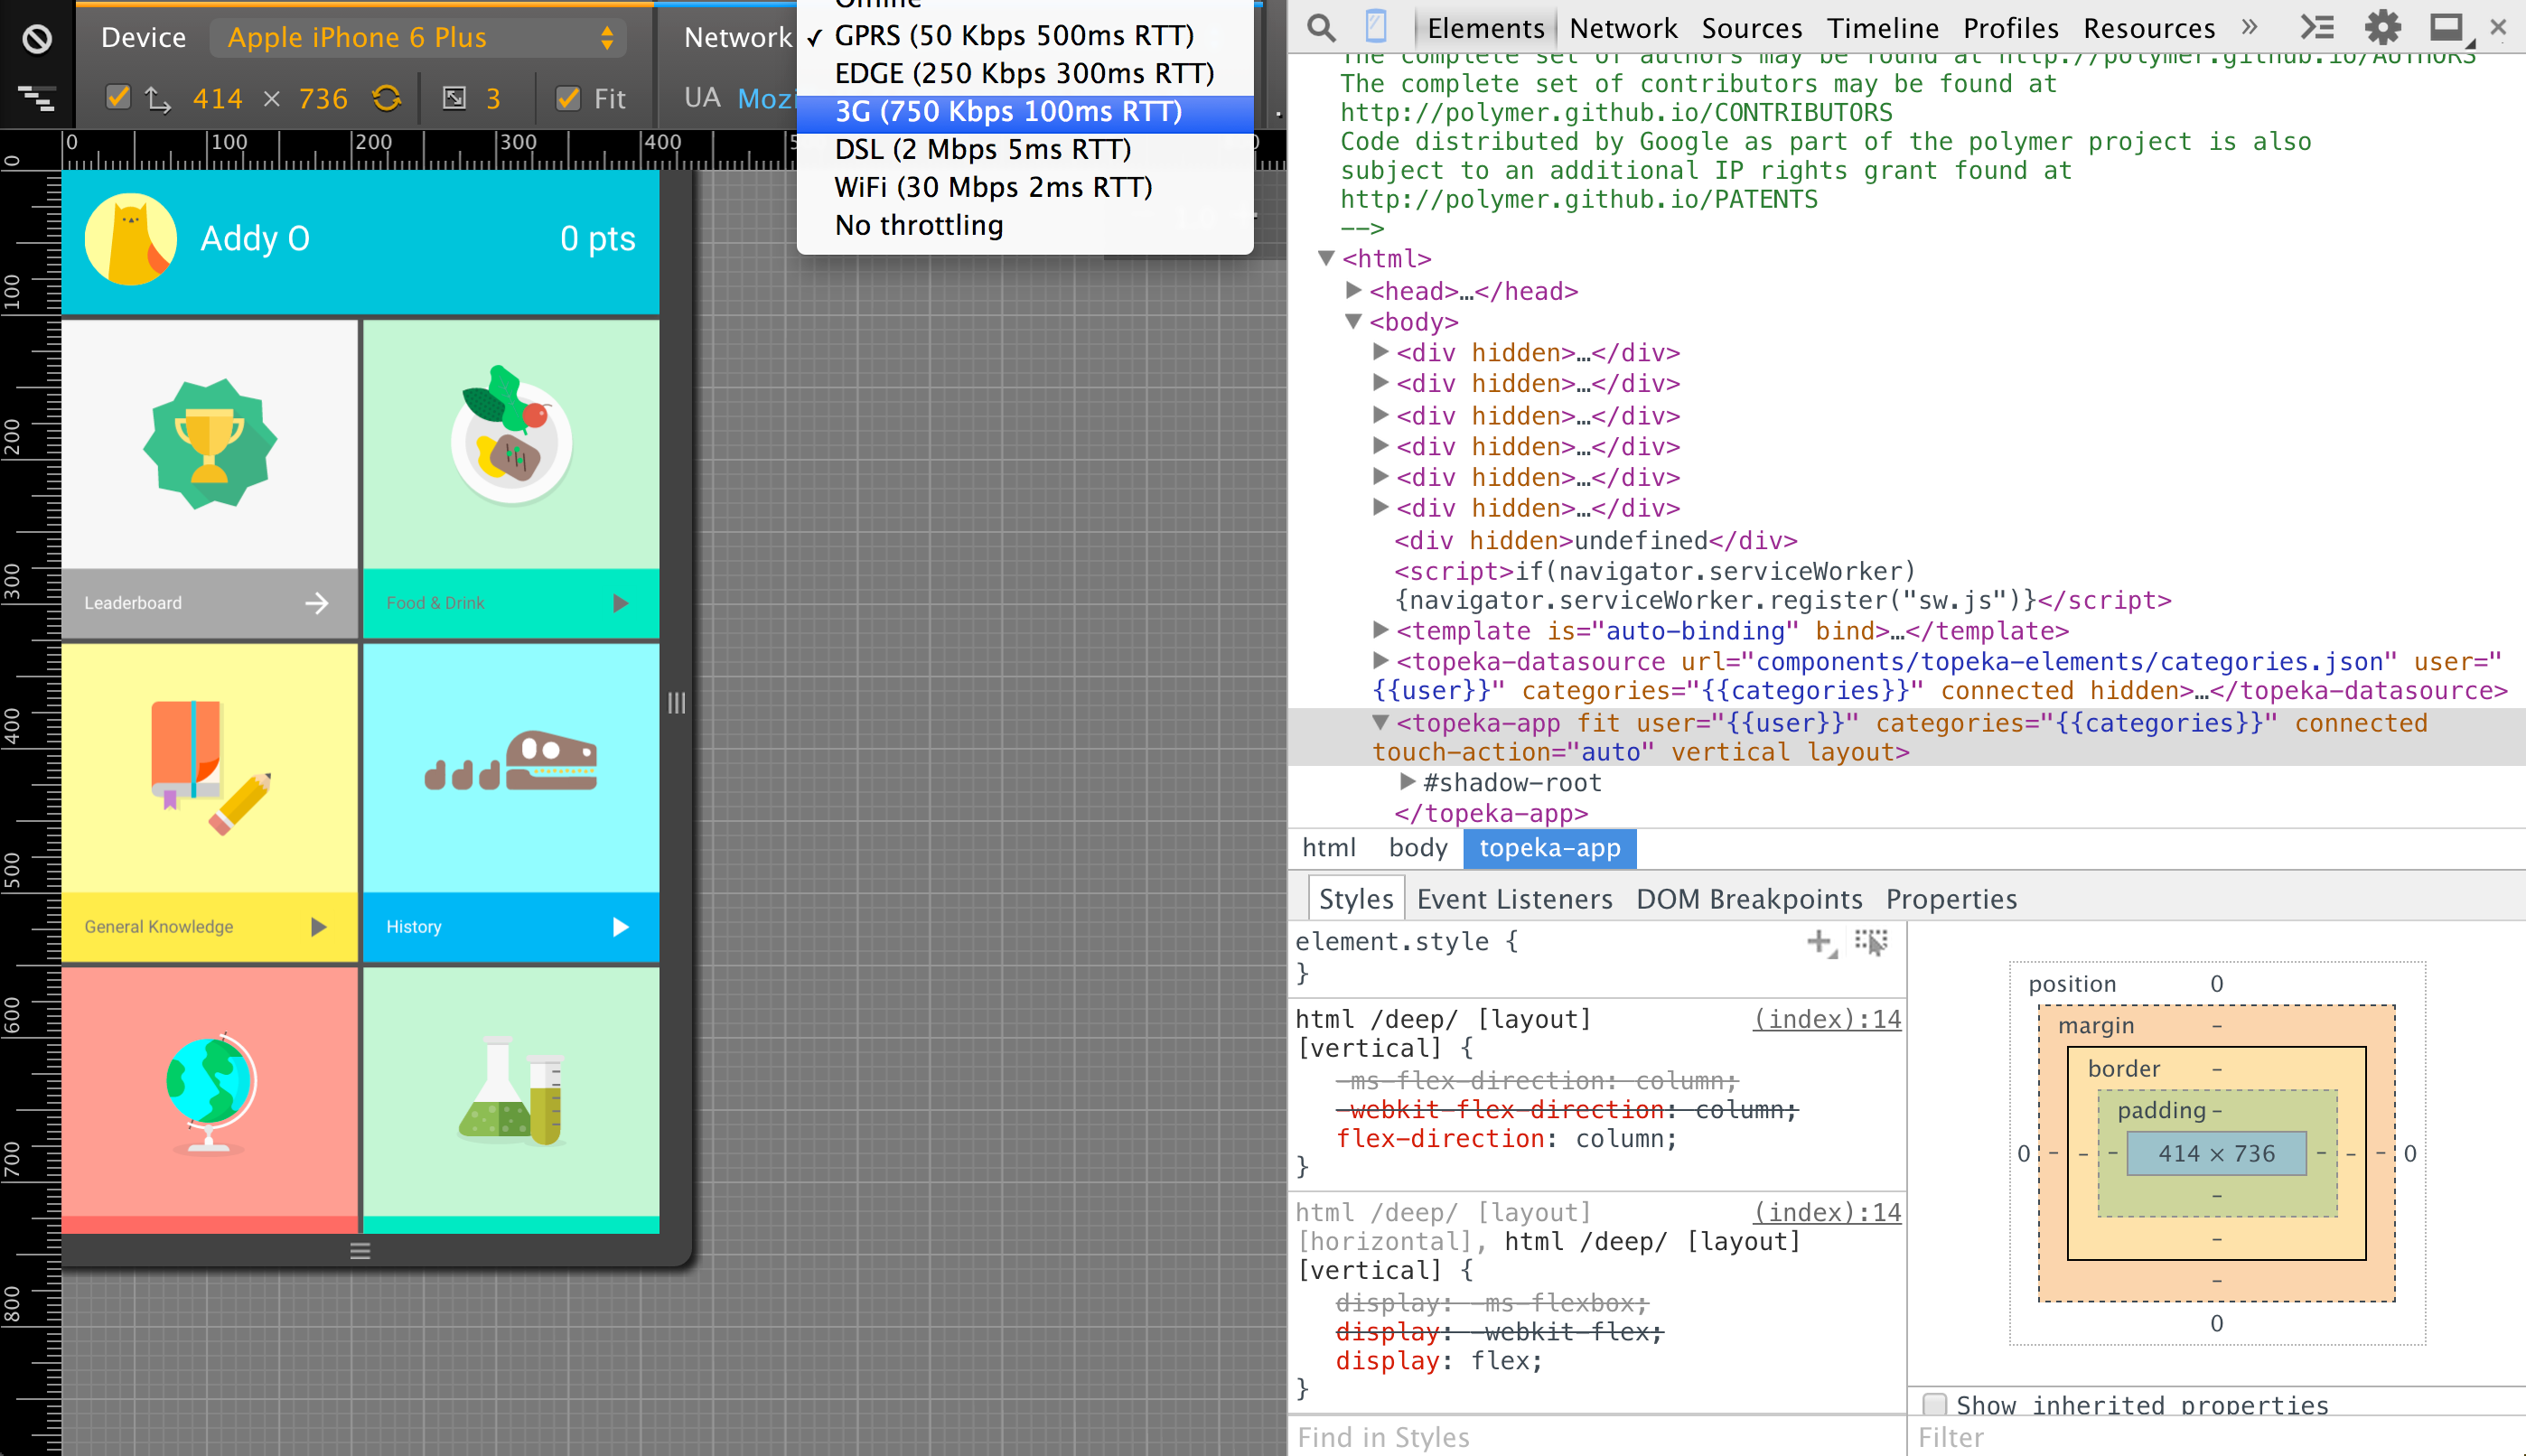 Device
Apple iPhone 6 Plus
414 × 736
3
Fit
Network
UA
Mozi
Offline
✓ GPRS (50 Kbps 500ms RTT)
EDGE (250 Kbps 300ms RTT)
3G (750 Kbps 100ms RTT)
DSL (2 Mbps 5ms RTT)
WiFi (30 Mbps 2ms RTT)
No throttling
0 100 200 300 400
0
100
200
300
400
500
600
700
800
Addy O
0 pts
Leaderboard
Food & Drink
General Knowledge
History
Elements Network Sources Timeline Profiles Resources »
The complete set of authors may be found at http://polymer.github.io/AUTHORS
The complete set of contributors may be found at
http://polymer.github.io/CONTRIBUTORS
Code distributed by Google as part of the polymer project is also
subject to an additional IP rights grant found at
http://polymer.github.io/PATENTS
-->
<html>
<head>…</head>
<body>
<div hidden>…</div>
<div hidden>…</div>
<div hidden>…</div>
<div hidden>…</div>
<div hidden>…</div>
<div hidden>…</div>
<div hidden>undefined</div>
<script>if(navigator.serviceWorker)
{navigator.serviceWorker.register("sw.js")}</script>
<template is="auto-binding" bind>…</template>
<topeka-datasource url="components/topeka-elements/categories.json" user="
{{user}}" categories="{{categories}}" connected hidden>…</topeka-datasource>
<topeka-app fit user="{{user}}" categories="{{categories}}" connected
touch-action="auto" vertical layout>
#shadow-root
</topeka-app>
html body topeka-app
Styles Event Listeners DOM Breakpoints Properties
element.style {
}
html /deep/ [layout] (index):14
[vertical] {
-ms-flex-direction: column;
-webkit-flex-direction: column;
flex-direction: column;
}
html /deep/ [layout] (index):14
[horizontal], html /deep/ [layout]
[vertical] {
display: -ms-flexbox;
display: -webkit-flex;
display: flex;
}
Find in Styles
position 0
margin -
border -
padding -
0 - - - 414 × 736 - - - 0
-
-
-
0
Show inherited properties
Filter